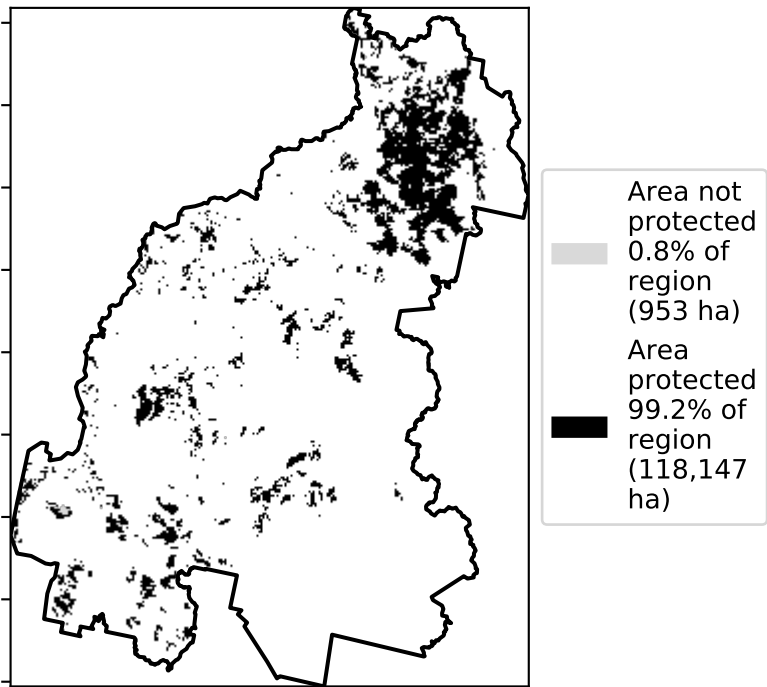 Area not
protected
0.8% of
region
(953 ha)
Area
protected
99.2% of
region
(118,147
ha)